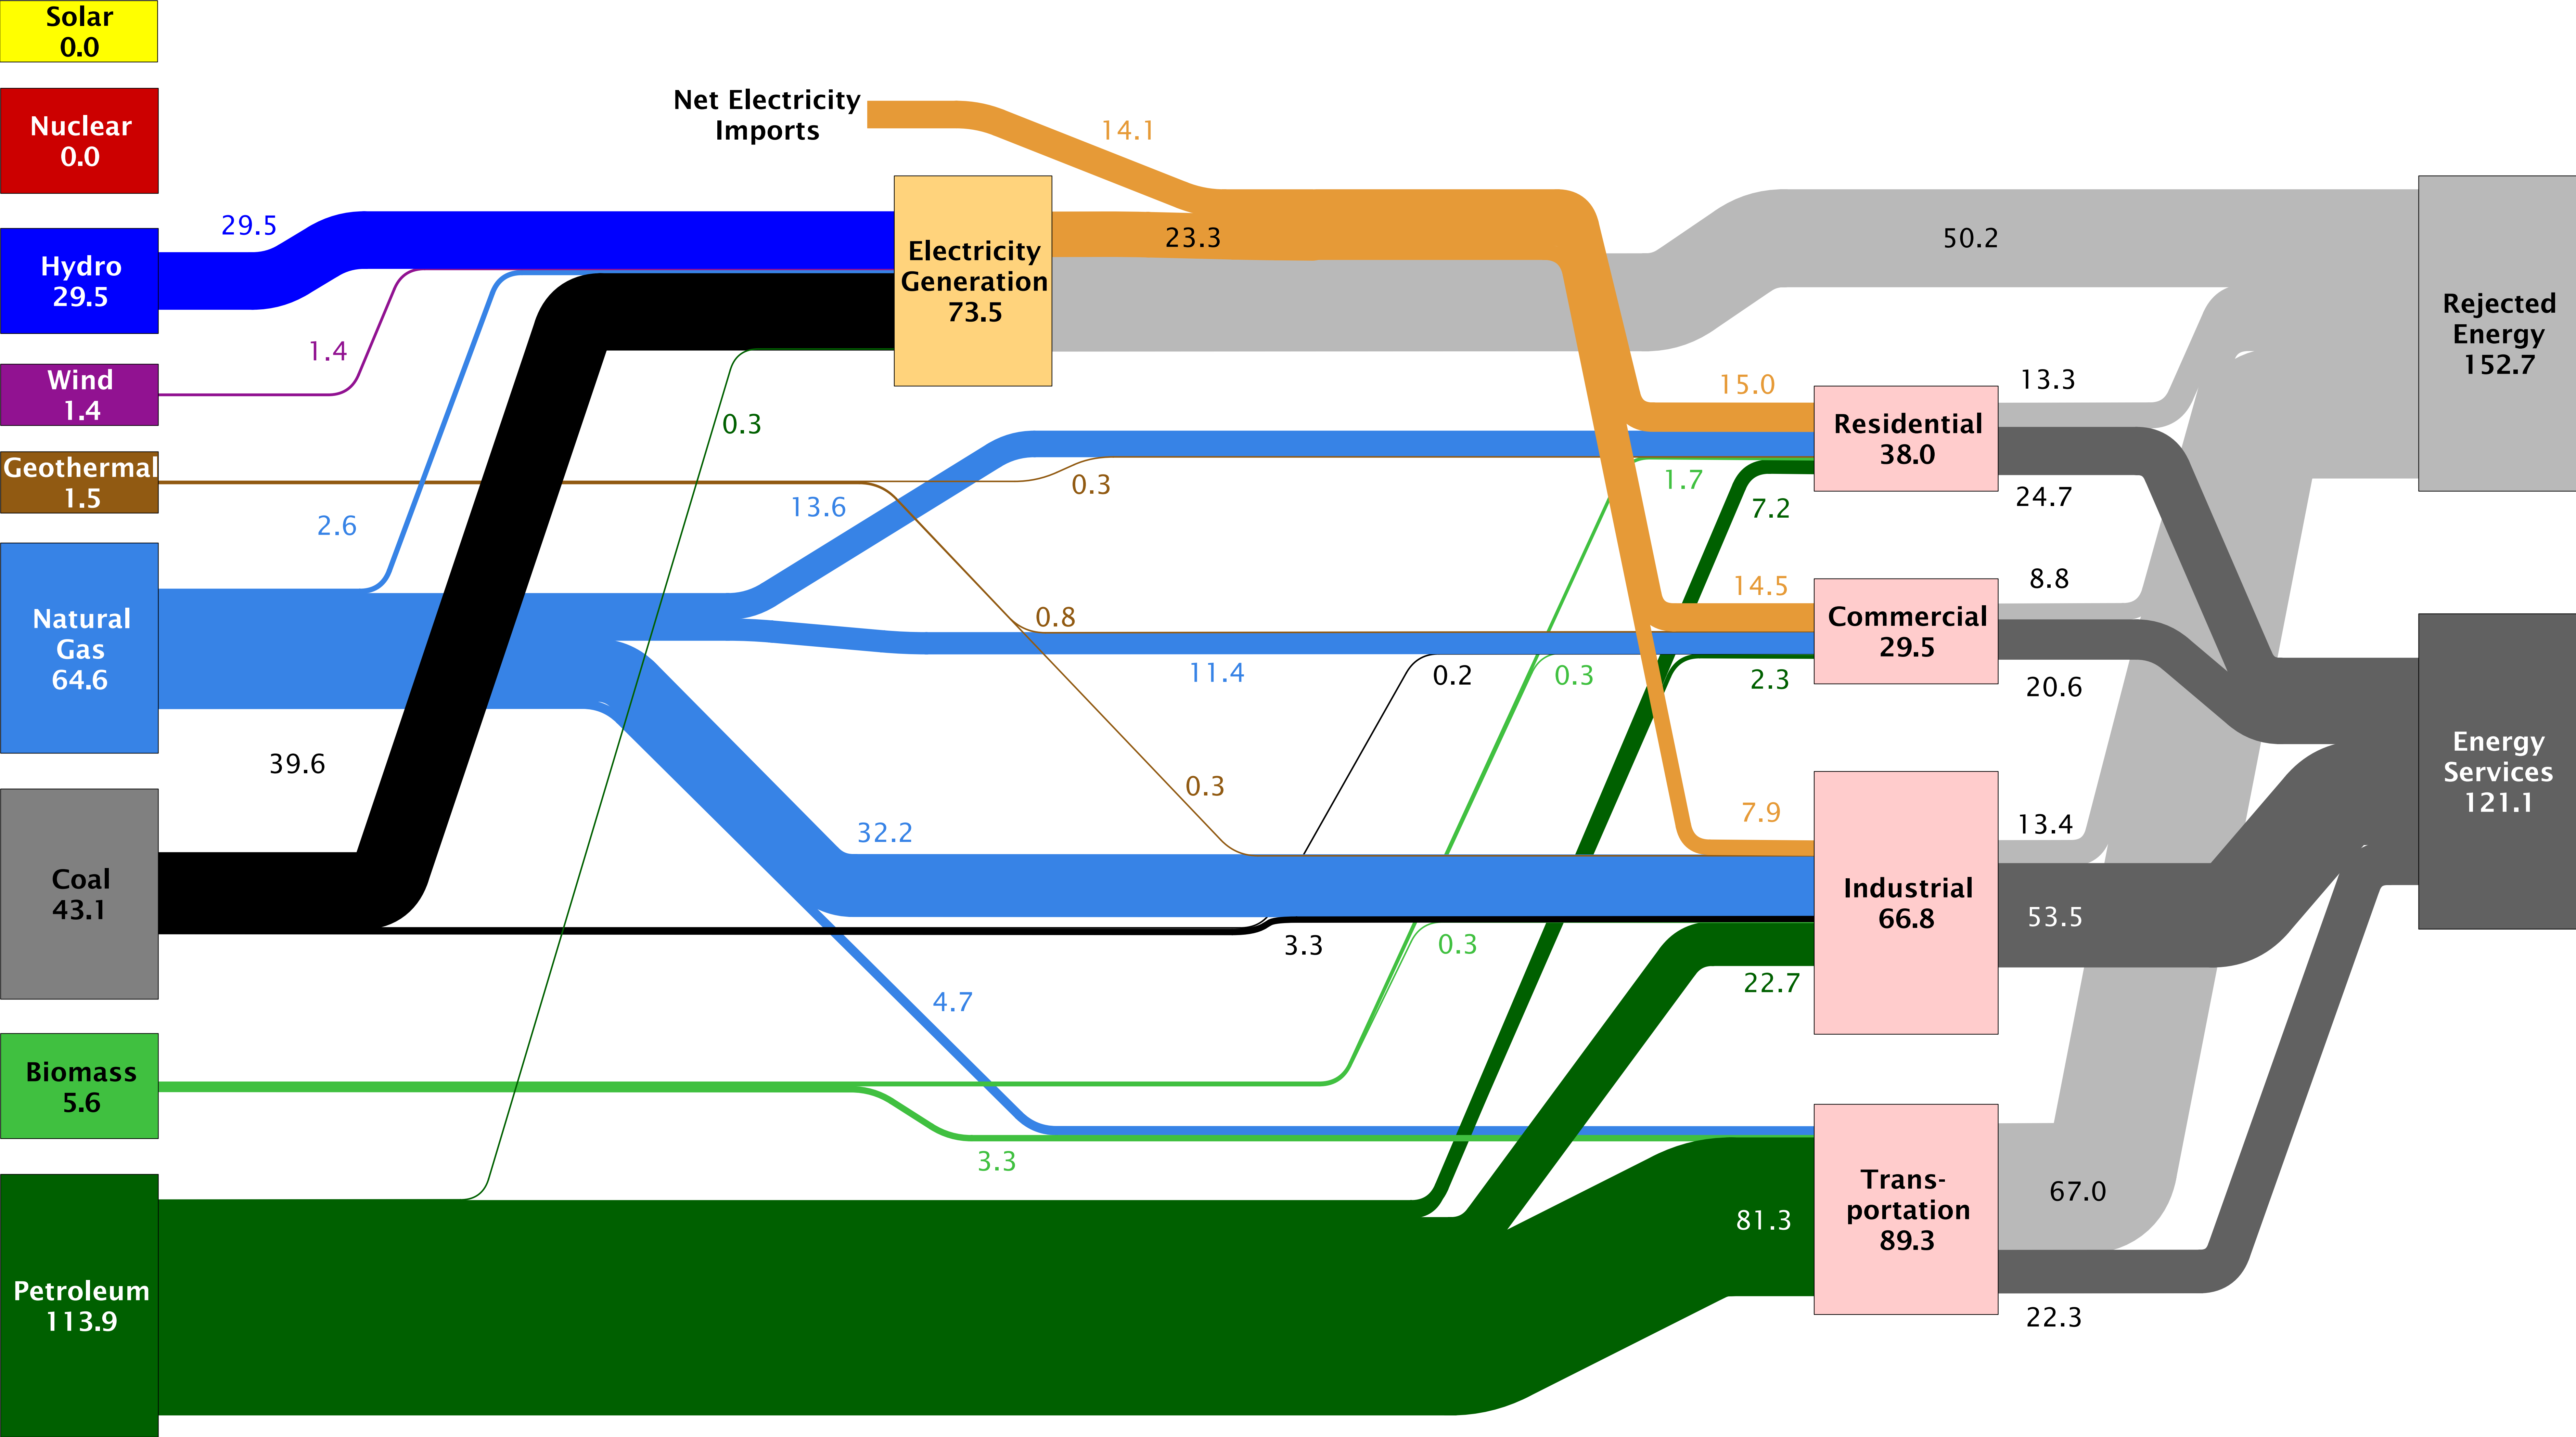 Solar
0.0
Nuclear
0.0
Hydro
29.5
Wind
1.4
Geothermal
1.5
Natural
Gas
64.6
Coal
43.1
Biomass
5.6
Petroleum
113.9
29.5
1.4
2.6
39.6
0.3
Net Electricity
Imports
14.1
Electricity
Generation
73.5
23.3
13.6
0.3
0.8
11.4
0.3
32.2
4.7
3.3
0.2
0.3
3.3
0.3
1.7
7.2
15.0
14.5
2.3
7.9
22.7
81.3
Residential
38.0
Commercial
29.5
Industrial
66.8
Trans-
portation
89.3
50.2
13.3
24.7
8.8
20.6
13.4
53.5
67.0
22.3
Rejected
Energy
152.7
Energy
Services
121.1